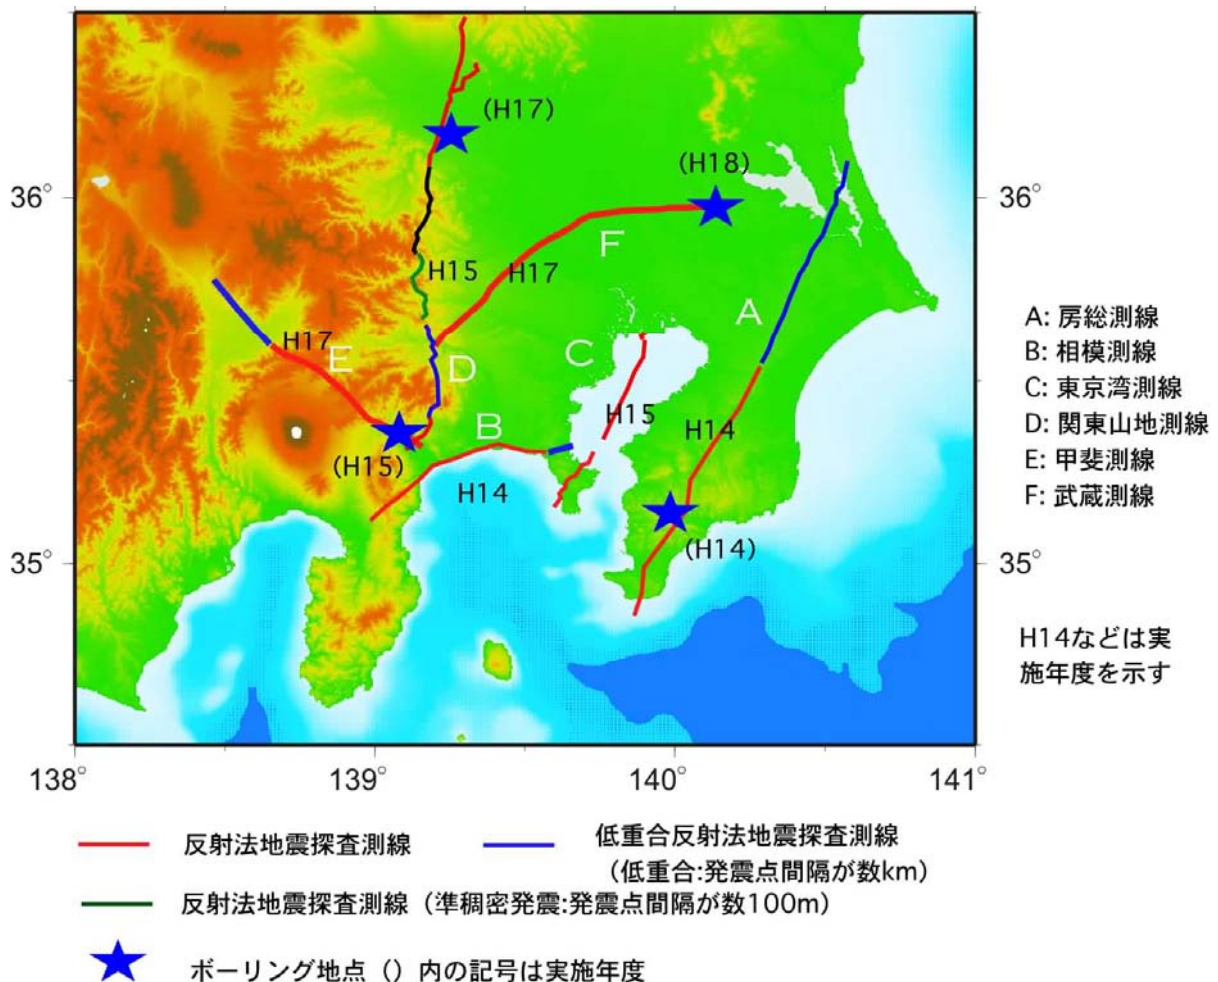 (H17)
(H18)
36°
36°
F
H15
H17
A
H17
E
D
C
B
H15
H14
(H15)
H14
35°
(H14)
35°
138°
139°
140°
141°
A: 房総測線
B: 相模測線
C: 東京湾測線
D: 関東山地測線
E: 甲斐測線
F: 武蔵測線
H14などは実
施年度を示す
反射法地震探査測線
低重合反射法地震探査測線
（低重合:発震点間隔が数km）
反射法地震探査測線（準稠密発震:発震点間隔が数100m）
ボーリング地点（）内の記号は実施年度